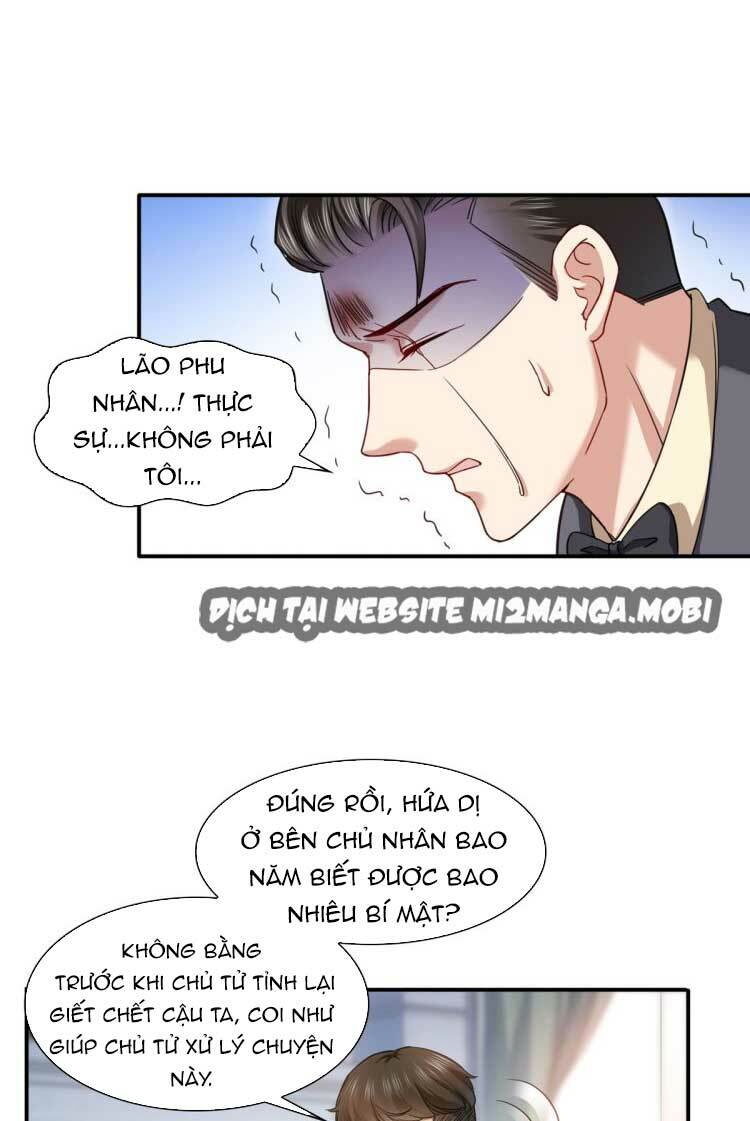 LÃO PHU
NHÂN...! THỰC
SỰ...KHÔNG PHẢI
TÔI...
DỊCH TẠI WEBSITE MI2MANGA.MOBI
ĐÚNG RỒI, HỨA DỊ
Ở BÊN CHỦ NHÂN BAO
NĂM BIẾT ĐƯỢC BAO
NHIÊU BÍ MẬT?
KHÔNG BẰNG
TRƯỚC KHI CHỦ TỬ TỈNH LẠI
GIẾT CHẾT CẬU TA, COI NHƯ
GIÚP CHỦ TỬ XỬ LÝ CHUYỆN
NÀY.